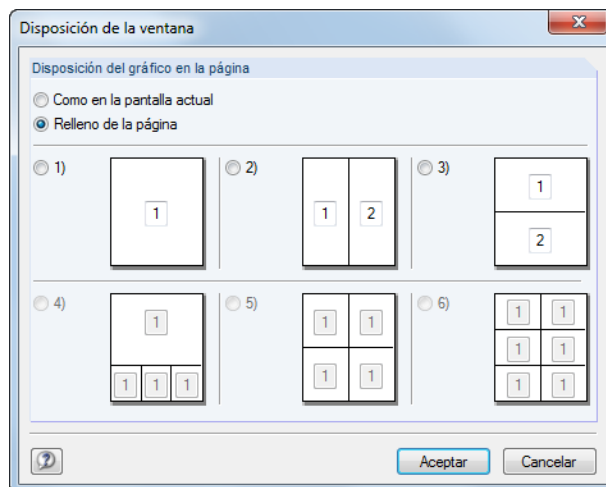 Disposición de la ventana
Disposición del gráfico en la página
Como en la pantalla actual
Relleno de la página
1) 1 2) 1 2 3) 1
2
4) 1 5) 1 1 6) 1 1
1 1
1 1 1 1 1 1 1
Aceptar Cancelar